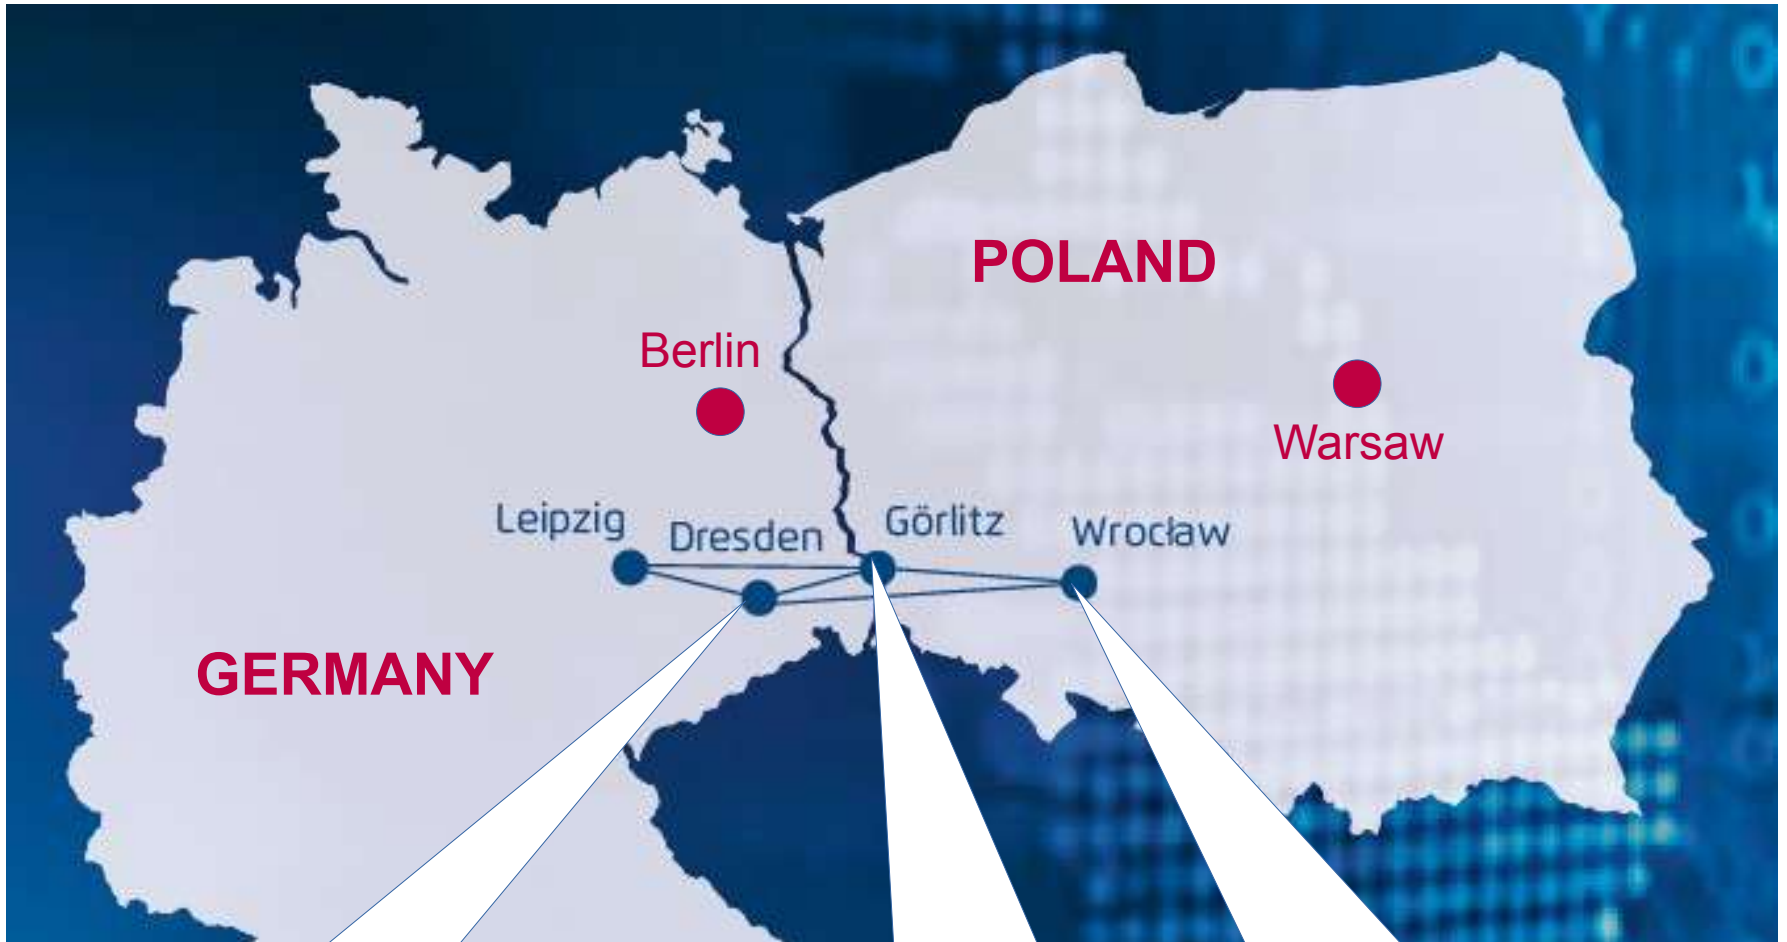 POLAND
Berlin
Warsaw
Leipzig
Dresden
Görlitz
Wrocław
GERMANY